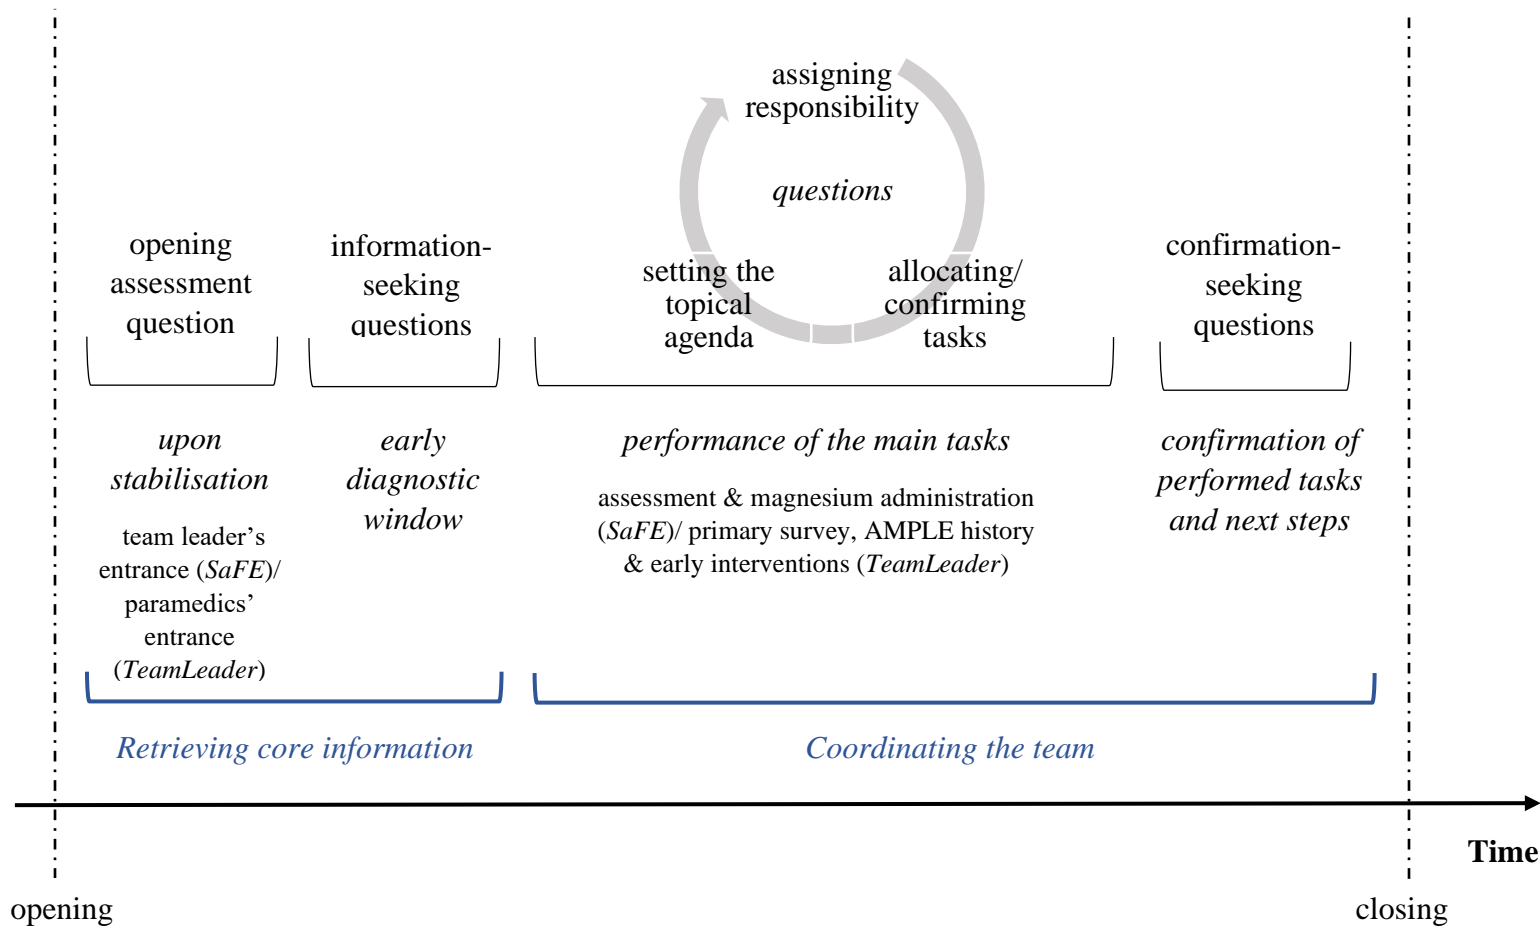 assigning
responsibility
questions
setting the
topical
agenda
allocating/
confirming
tasks
opening
assessment
question
information-
seeking
questions
confirmation-
seeking
questions
upon
stabilisation
team leader's
entrance (SaFE)/
paramedics'
entrance
(TeamLeader)
early
diagnostic
window
performance of the main tasks
assessment & magnesium administration
(SaFE)/ primary survey, AMPLE history
& early interventions (TeamLeader)
confirmation of
performed tasks
and next steps
Retrieving core information
Coordinating the team
Time
opening
closing